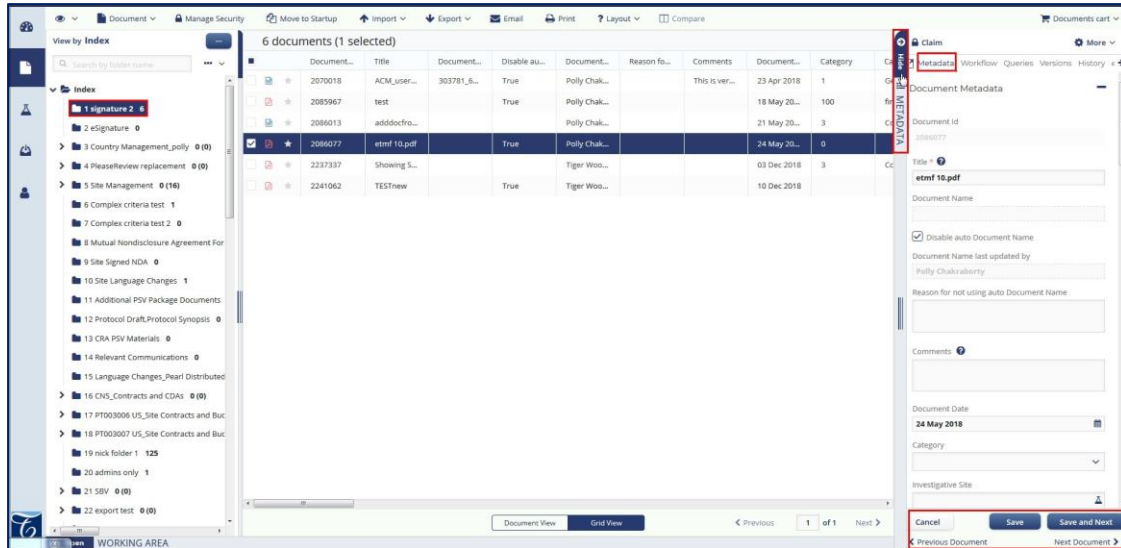 Document
Manage Security
Move to Startup
Import
Export
Email
Print
? Layout
Compare
Documents cart
View by Index
Search by folder name
Index
1 signature 2 6
2 eSignature 0
3 Country Management_polly 0 (0)
4 PleaseReview replacement 0 (0)
5 Site Management 0 (16)
6 Complex criteria test 1
7 Complex criteria test 2 0
8 Mutual Nondisclosure Agreement For
9 Site Signed NDA 0
10 Site Language Changes 1
11 Additional PSV Package Documents
12 Protocol Draft,Protocol Synopsis 0
13 CRA PSV Materials 0
14 Relevant Communications 0
15 Language Changes_Pearl Distributed
16 CNS_Contracts and CDAs 0 (0)
17 PT003006 US_Site Contracts and Buc
18 PT003007 US_Site Contracts and Buc
19 nick folder 1 125
20 admins only 1
21 SBV 0 (0)
22 export test 0 (0)
6 documents (1 selected)
Document... Title Document... Disable au... Document... Reason fo... Comments Document... Category Ca
2070018 ACM_user... 303781_6... True Polly Chak... This is ver... 23 Apr 2018 1
2085967 test True Polly Chak... 18 May 20... 100 fin
2086013 adddocfro... True Polly Chak... 21 May 20... 3 Co
2086077 etmf 10.pdf True Polly Chak... 24 May 20... 0
2237337 Showing S... Tiger Woo... 03 Dec 2018 3 Co
2241062 TESTnew True Tiger Woo... 10 Dec 2018
Document View
Grid View
Previous 1 of 1 Next
Hide
METADATA
Claim
More
Metadata Workflow Queries Versions History
Document Metadata
Document Id
2086077
Title *
etmf 10.pdf
Document Name
Disable auto Document Name
Document Name last updated by
Polly Chakraborty
Reason for not using auto Document Name
Comments
Document Date
24 May 2018
Category
Investigative Site
Cancel Save Save and Next
Previous Document Next Document
WORKING AREA